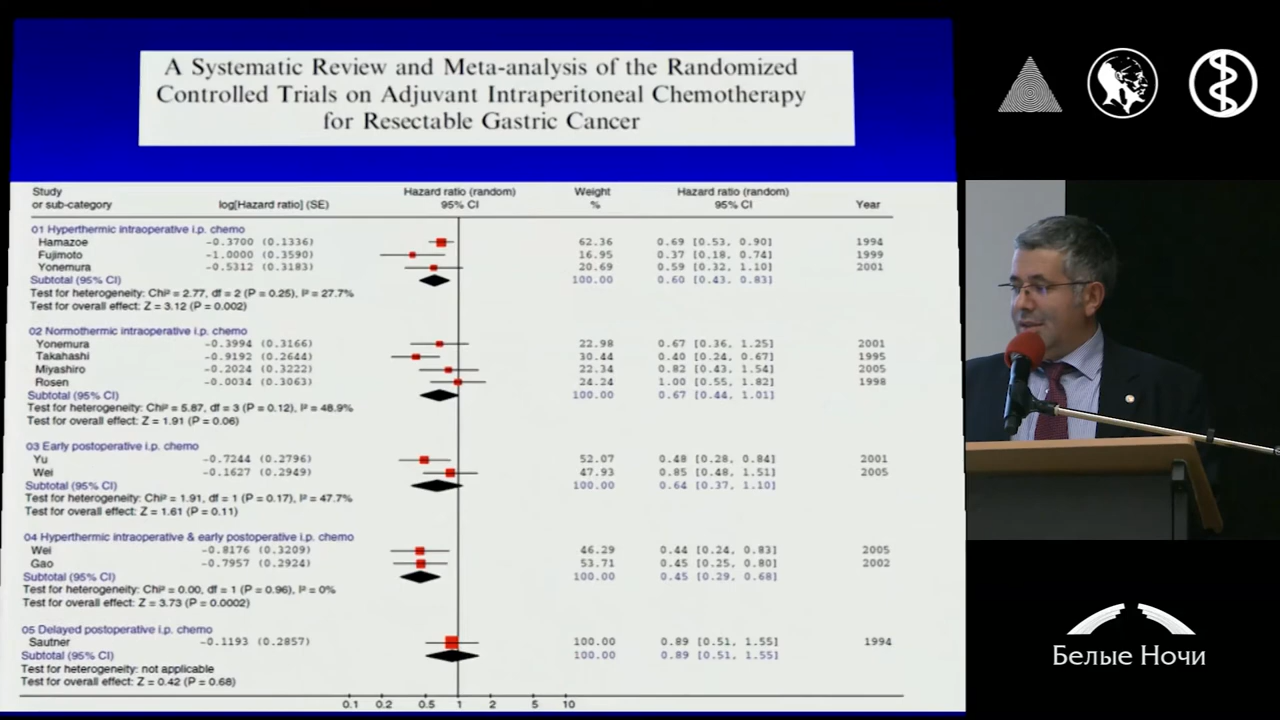 A Systematic Review and Meta-analysis of the Randomized
Controlled Trials on Adjuvant Intraperitoneal Chemotherapy
for Resectable Gastric Cancer
Study or sub-category log[Hazard ratio] (SE) Hazard ratio (random) 95% CI Weight % Hazard ratio (random) 95% CI Year
01 Hyperthermic intraoperative i.p. chemo
Hamazoe -0.3700 (0.1336) 62.36 0.69 [0.53, 0.90] 1994
Fujimoto -1.0000 (0.3590) 16.95 0.37 [0.18, 0.74] 1999
Yonemura -0.5312 (0.3183) 20.69 0.59 [0.32, 1.10] 2001
Subtotal (95% CI) 100.00 0.60 [0.43, 0.83]
Test for heterogeneity: Chi² = 2.77, df = 2 (P = 0.25), I² = 27.7%
Test for overall effect: Z = 3.12 (P = 0.002)
02 Normothermic intraoperative i.p. chemo
Yonemura -0.3994 (0.3166) 22.98 0.67 [0.36, 1.25] 2001
Takahashi -0.9192 (0.2644) 30.44 0.40 [0.24, 0.67] 1995
Miyashiro -0.2024 (0.3222) 22.34 0.82 [0.43, 1.54] 2005
Rosen -0.0034 (0.3063) 24.24 1.00 [0.55, 1.82] 1998
Subtotal (95% CI) 100.00 0.67 [0.44, 1.01]
Test for heterogeneity: Chi² = 5.87, df = 3 (P = 0.12), I² = 48.9%
Test for overall effect: Z = 1.91 (P = 0.06)
03 Early postoperative i.p. chemo
Yu -0.7244 (0.2796) 52.07 0.48 [0.28, 0.84] 2001
Wei -0.1627 (0.2949) 47.93 0.85 [0.48, 1.51] 2005
Subtotal (95% CI) 100.00 0.64 [0.37, 1.10]
Test for heterogeneity: Chi² = 1.91, df = 1 (P = 0.17), I² = 47.7%
Test for overall effect: Z = 1.61 (P = 0.11)
04 Hyperthermic intraoperative & early postoperative i.p. chemo
Wei -0.8176 (0.3209) 46.29 0.44 [0.24, 0.83] 2005
Gao -0.7957 (0.2924) 53.71 0.45 [0.25, 0.80] 2002
Subtotal (95% CI) 100.00 0.45 [0.29, 0.68]
Test for heterogeneity: Chi² = 0.00, df = 1 (P = 0.96), I² = 0%
Test for overall effect: Z = 3.73 (P = 0.0002)
05 Delayed postoperative i.p. chemo
Sautner -0.1193 (0.2857) 100.00 0.89 [0.51, 1.55] 1994
Subtotal (95% CI) 100.00 0.89 [0.51, 1.55]
Test for heterogeneity: not applicable
Test for overall effect: Z = 0.42 (P = 0.68)
0.1 0.2 0.5 1 2 5 10
Белые Ночи